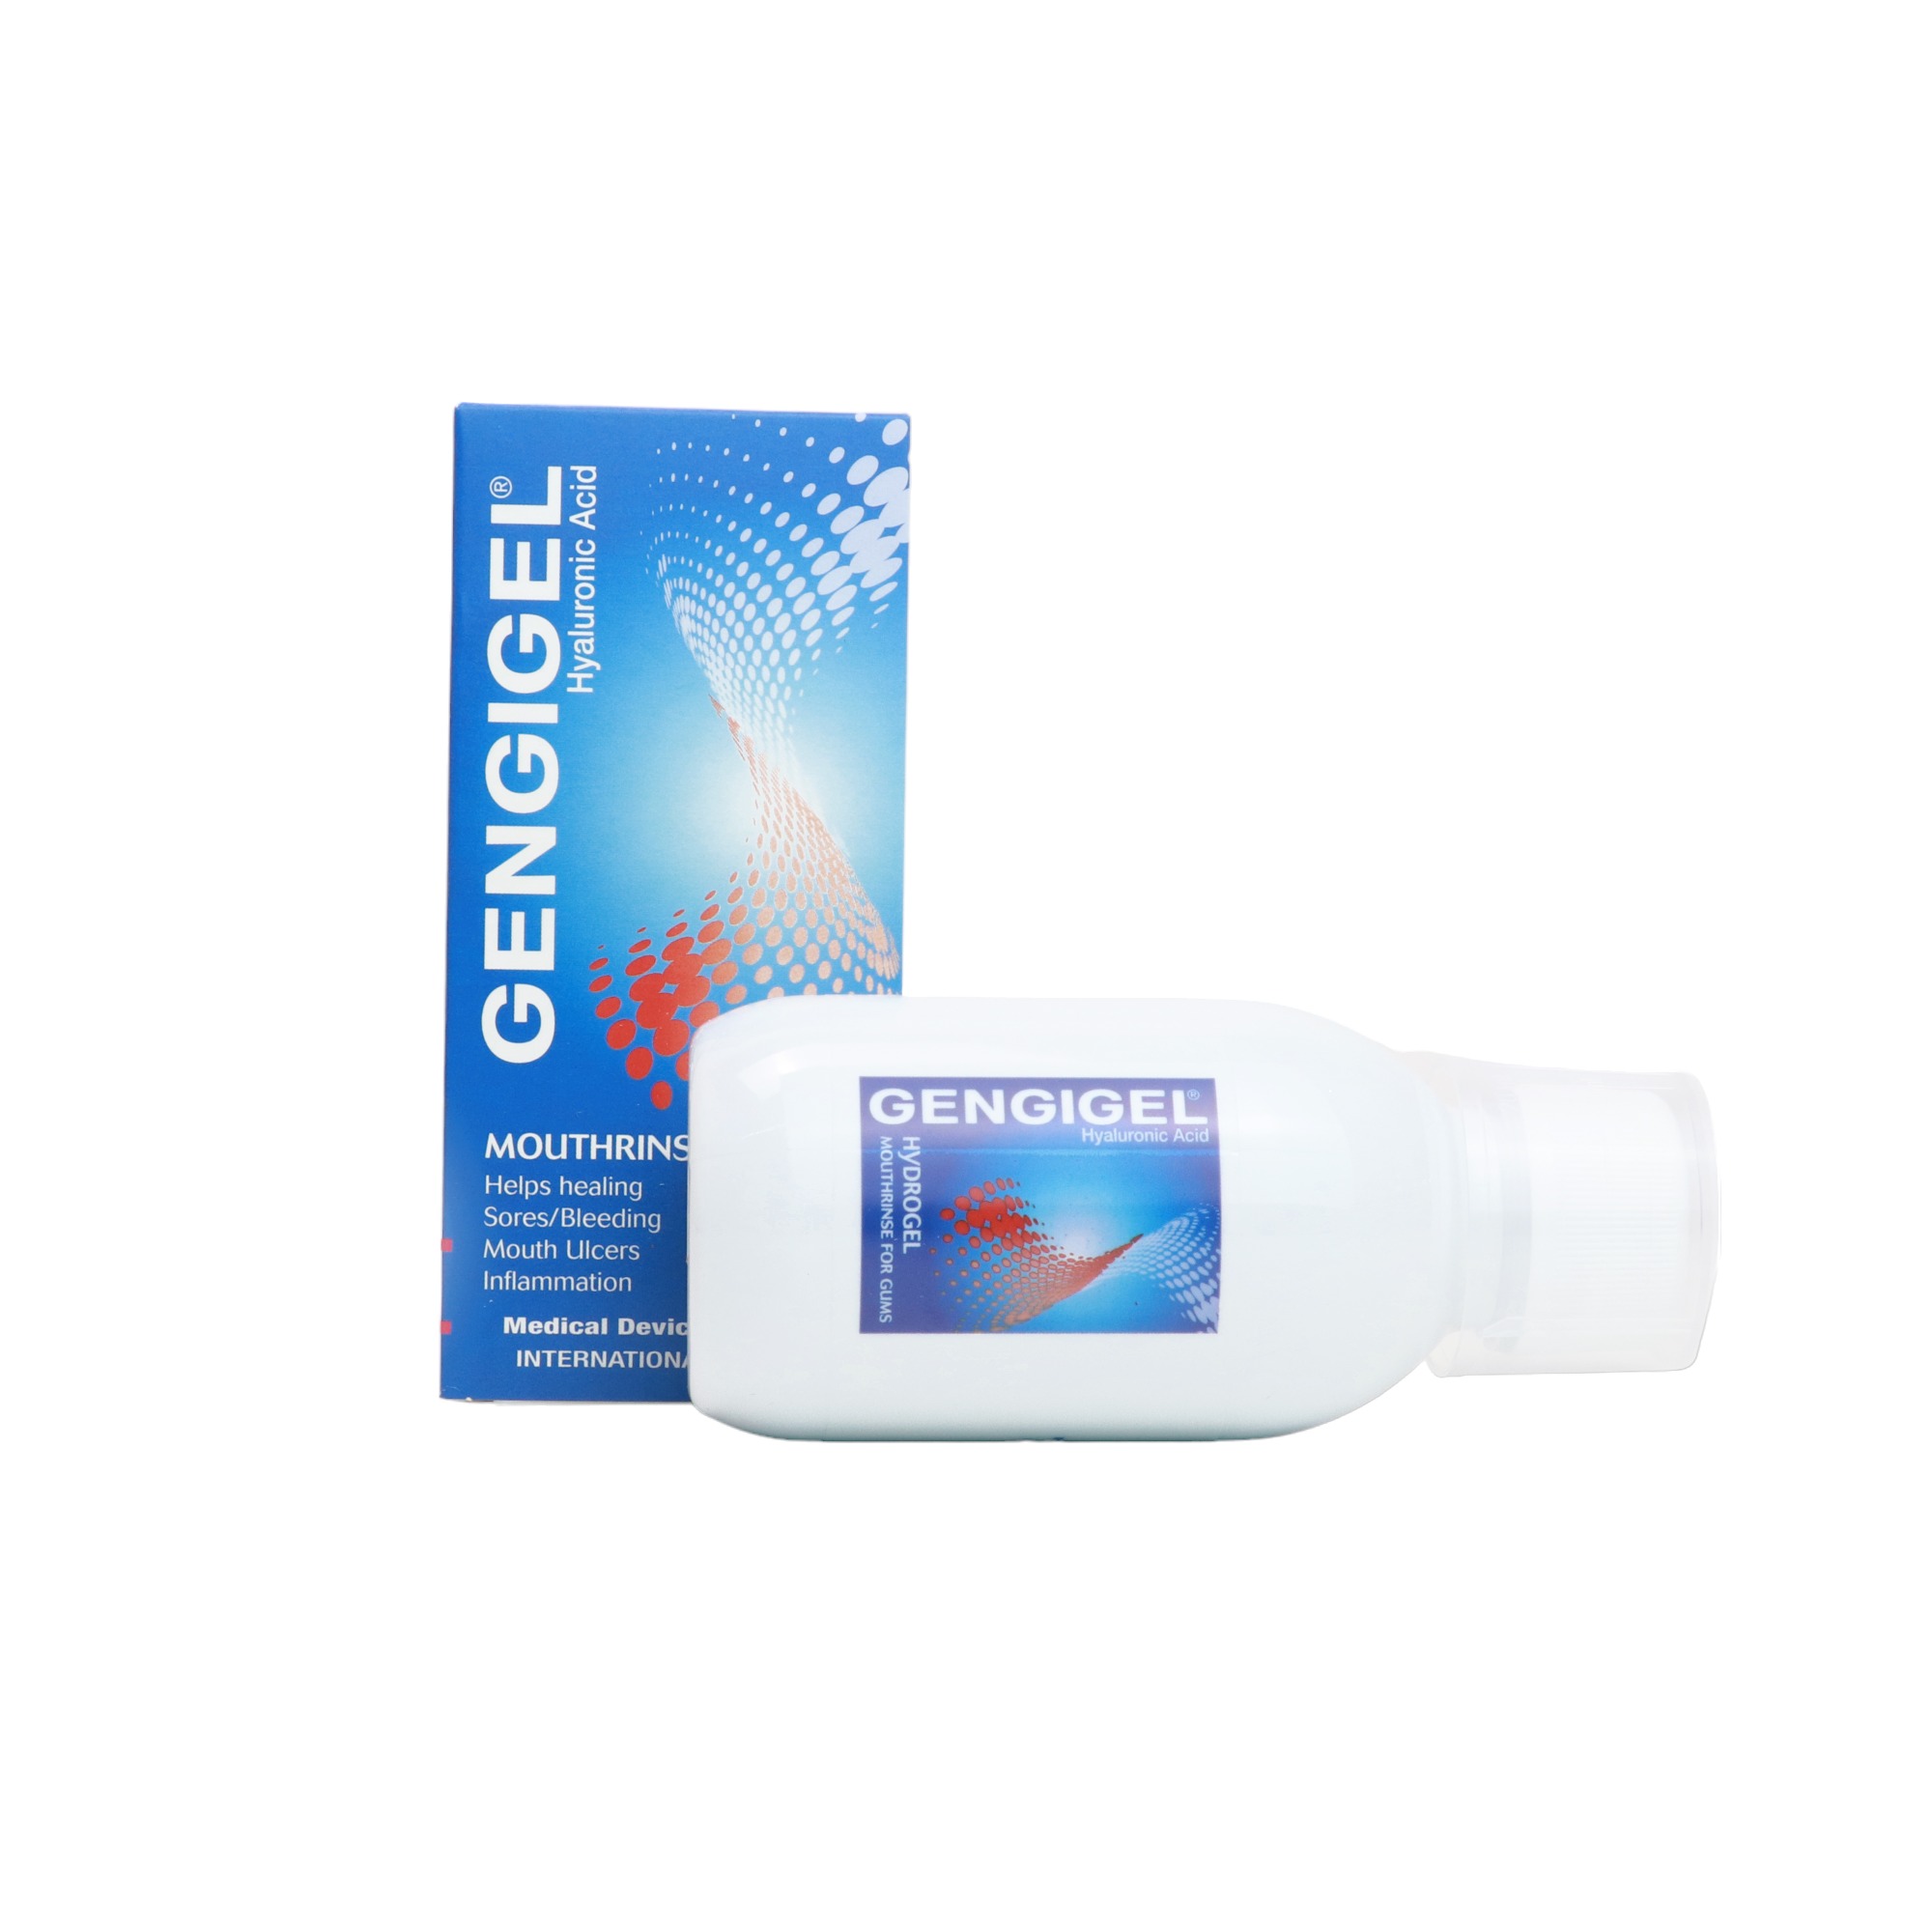 GENGIGEL®
Hyaluronic Acid
MOUTHRINS
Helps healing
Sores/Bleeding
Mouth Ulcers
Inflammation
Medical Devic
INTERNATIONA
GENGIGEL®
Hyaluronic Acid
HYDROGEL
MOUTHRINSE FOR GUMS